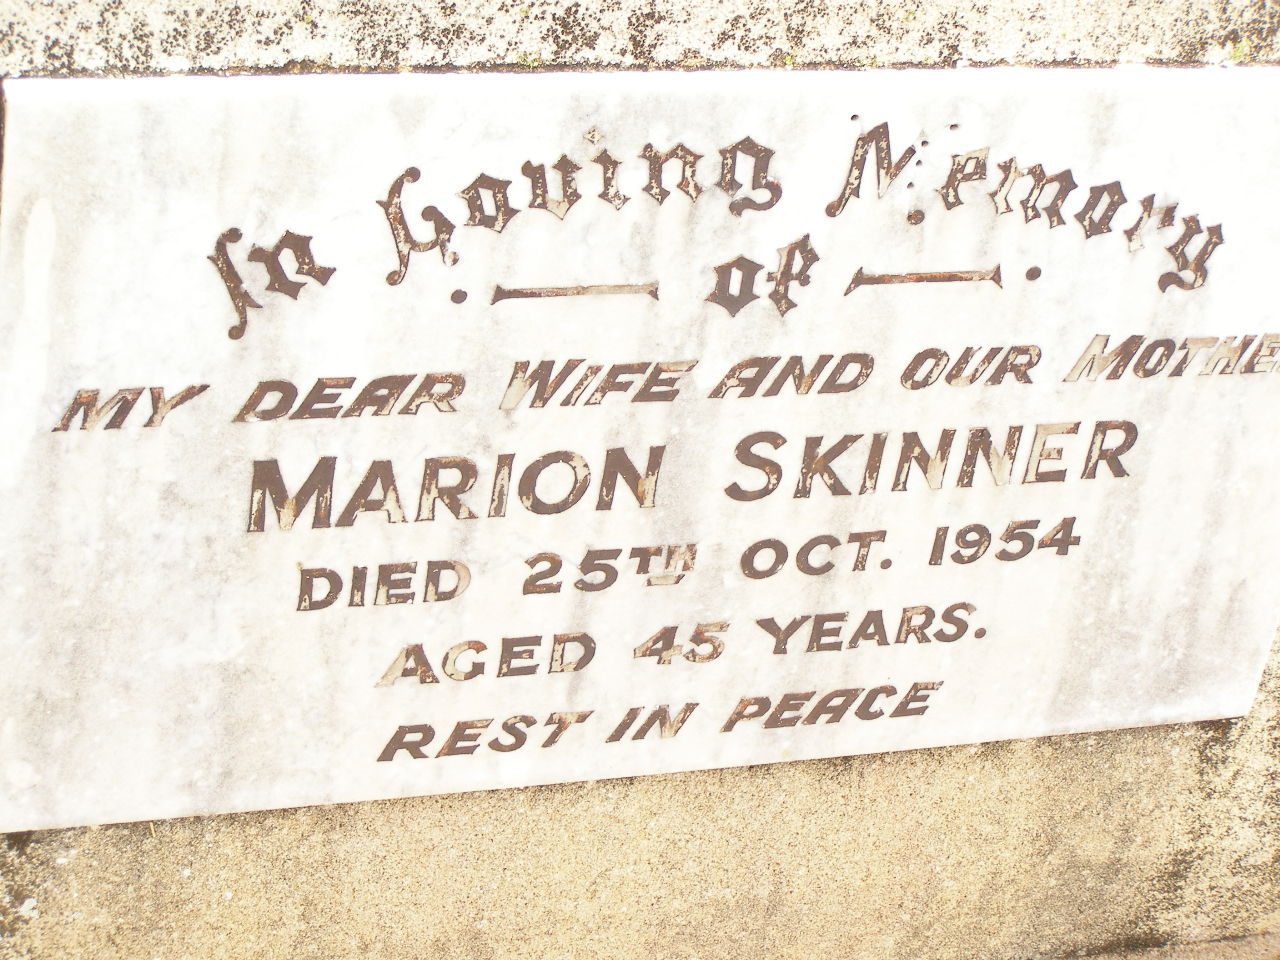 In Loving Memory
of
MY DEAR WIFE AND OUR MOTHE
MARION SKINNER
DIED 25TH OCT. 1954
AGED 45 YEARS.
REST IN PEACE